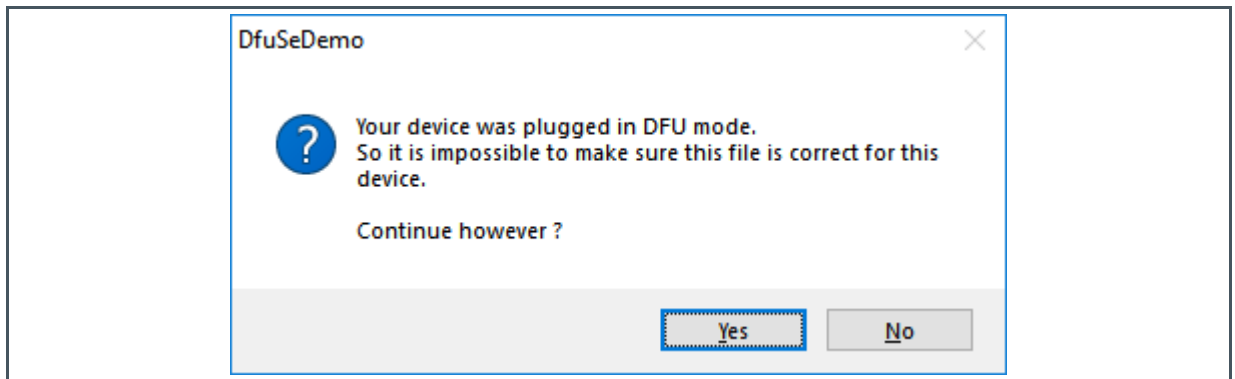 DfuSeDemo
?
Your device was plugged in DFU mode.
So it is impossible to make sure this file is correct for this
device.
Continue however ?
Yes No